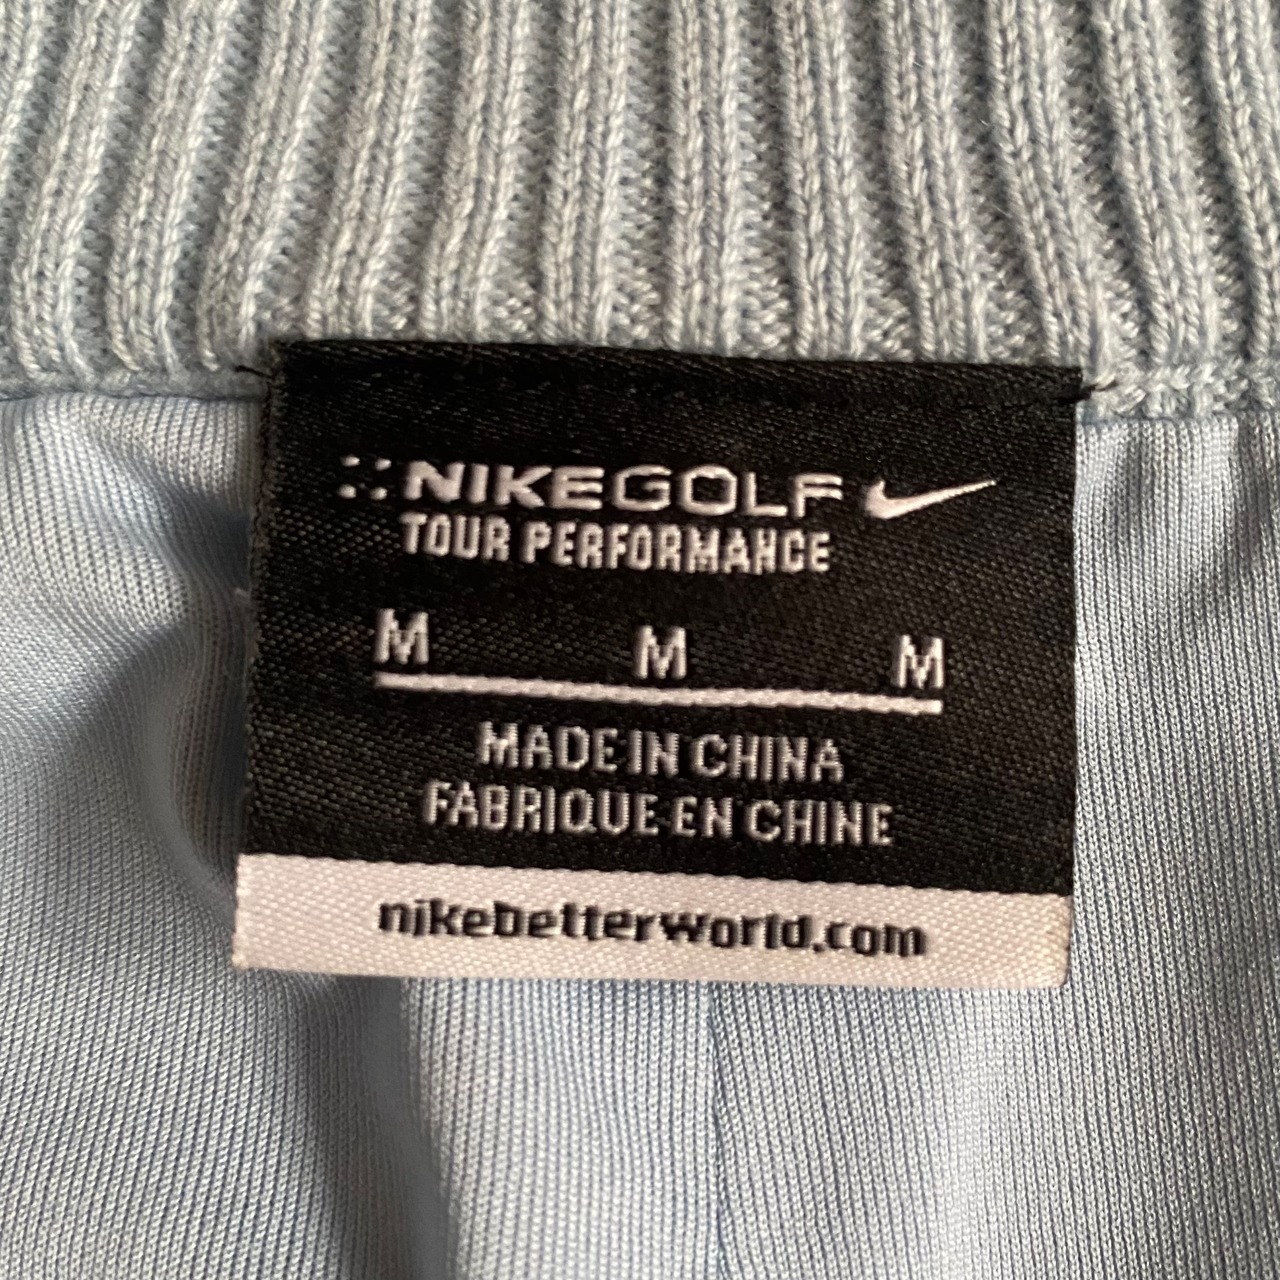 NIKEGOLF
TOUR PERFORMANCE
M M M
MADE IN CHINA
FABRIQUE EN CHINE
nikebetterworld.com